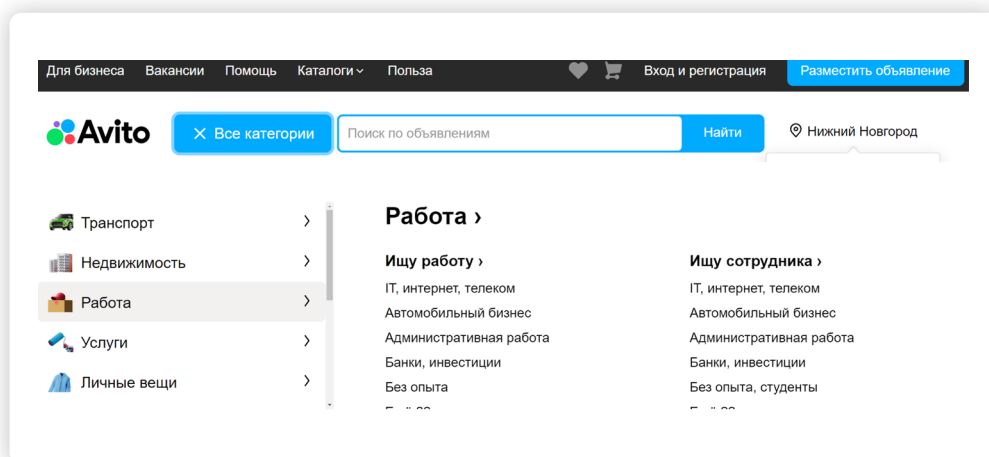 Для бизнеса Вакансии Помощь Каталоги Польза Вход и регистрация Разместить объявление
Avito Все категории Поиск по объявлениям Найти Нижний Новгород
Транспорт
Недвижимость
Работа
Услуги
Личные вещи
Работа ›
Ищу работу ›
IT, интернет, телеком
Автомобильный бизнес
Административная работа
Банки, инвестиции
Без опыта
Ищу сотрудника ›
IT, интернет, телеком
Автомобильный бизнес
Административная работа
Банки, инвестиции
Без опыта, студенты